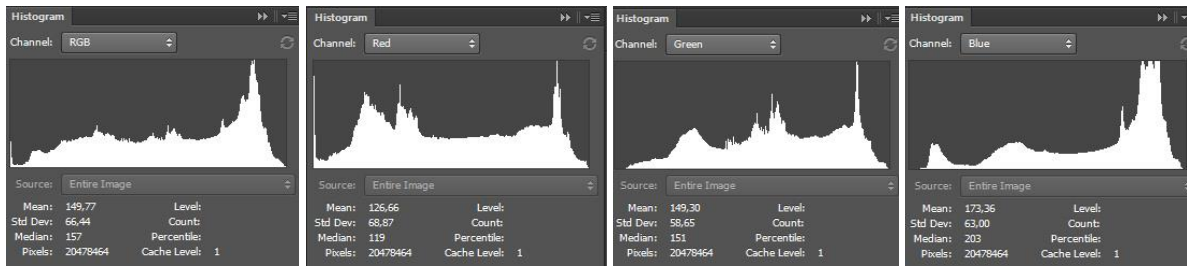 Histogram
Channel: RGB
Source: Entire Image
Mean: 149,77 Level:
Std Dev: 66,44 Count:
Median: 157 Percentile:
Pixels: 20478464 Cache Level: 1
Histogram
Channel: Red
Source: Entire Image
Mean: 126,66 Level:
Std Dev: 68,87 Count:
Median: 119 Percentile:
Pixels: 20478464 Cache Level: 1
Histogram
Channel: Green
Source: Entire Image
Mean: 149,30 Level:
Std Dev: 58,65 Count:
Median: 151 Percentile:
Pixels: 20478464 Cache Level: 1
Histogram
Channel: Blue
Source: Entire Image
Mean: 173,36 Level:
Std Dev: 63,00 Count:
Median: 203 Percentile:
Pixels: 20478464 Cache Level: 1